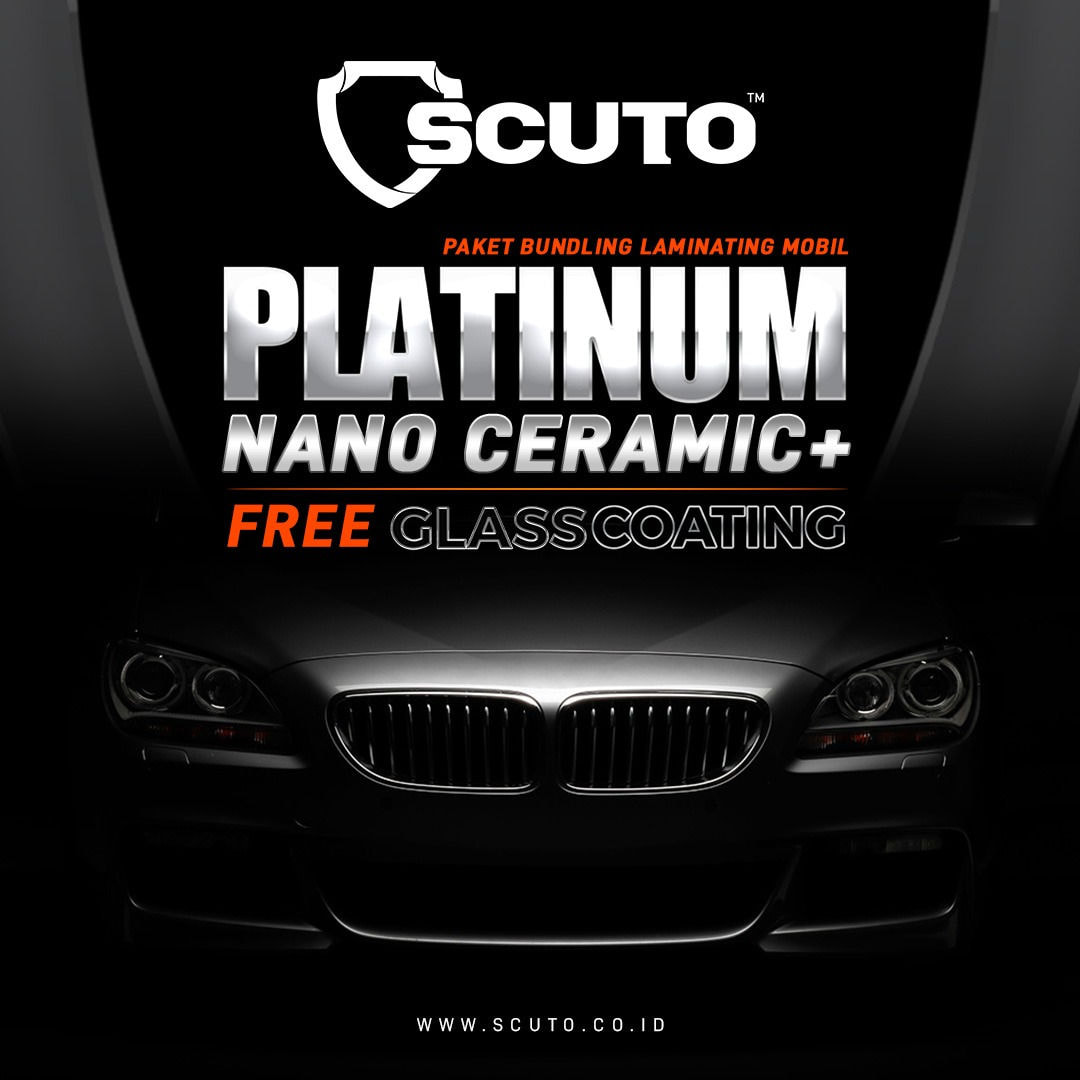 SCUTO™
PAKET BUNDLING LAMINATING MOBIL
PLATINUM
NANO CERAMIC+
FREE GLASSCOATING
WWW.SCUTO.CO.ID